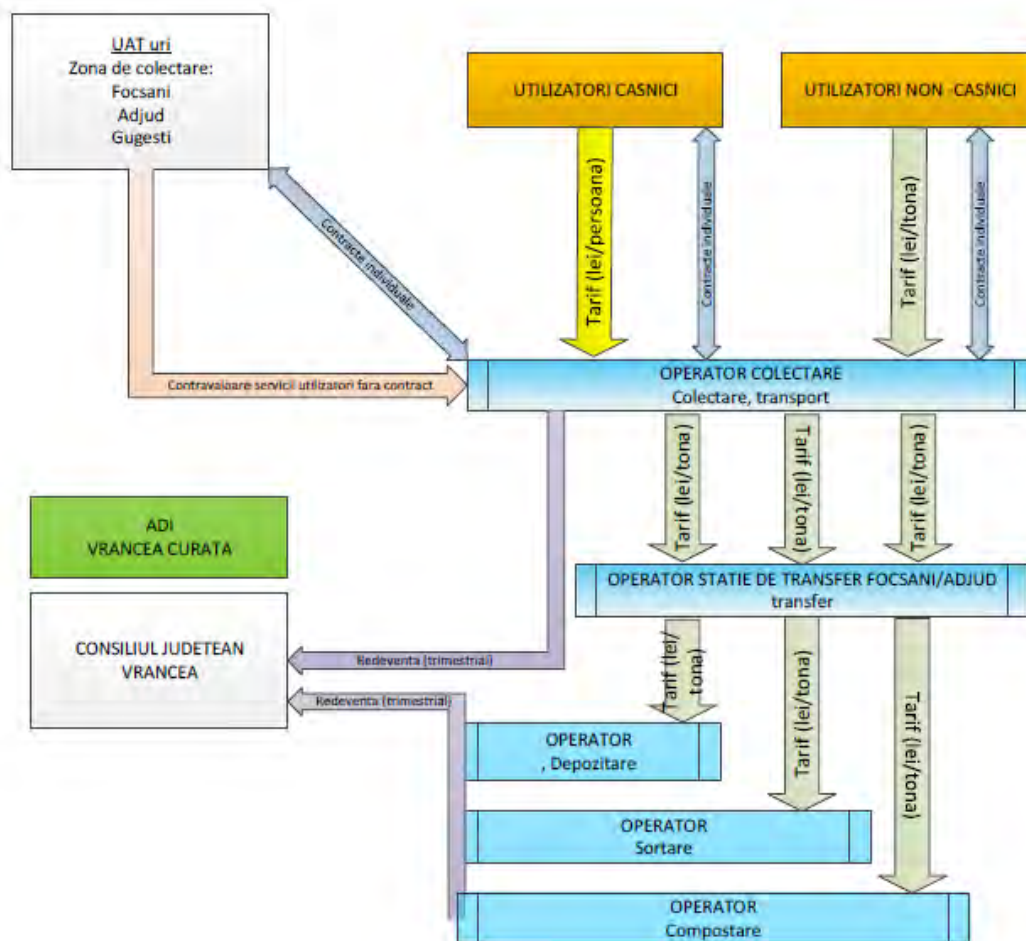 UAT uri
Zona de colectare:
Focsani
Adjud
Gugesti
UTILIZATORI CASNICI
UTILIZATORI NON -CASNICI
Contracte individuale
Tarif (lei/persoana)
Contracte individuale
Tarif (lei/ltona)
Contracte individuale
Contravaloare servicii utilizatori fara contract
OPERATOR COLECTARE
Colectare, transport
Tarif (lei/tona)
Tarif (lei/tona)
Tarif (lei/tona)
ADI
VRANCEA CURATA
OPERATOR STATIE DE TRANSFER FOCSANI/ADJUD
transfer
CONSILIUL JUDETEAN
VRANCEA
Redeventa (trimestrial)
Redeventa (trimestrial)
Tarif (lei/
tona)
Tarif (lei/tona)
Tarif (lei/tona)
OPERATOR
, Depozitare
OPERATOR
Sortare
OPERATOR
Compostare